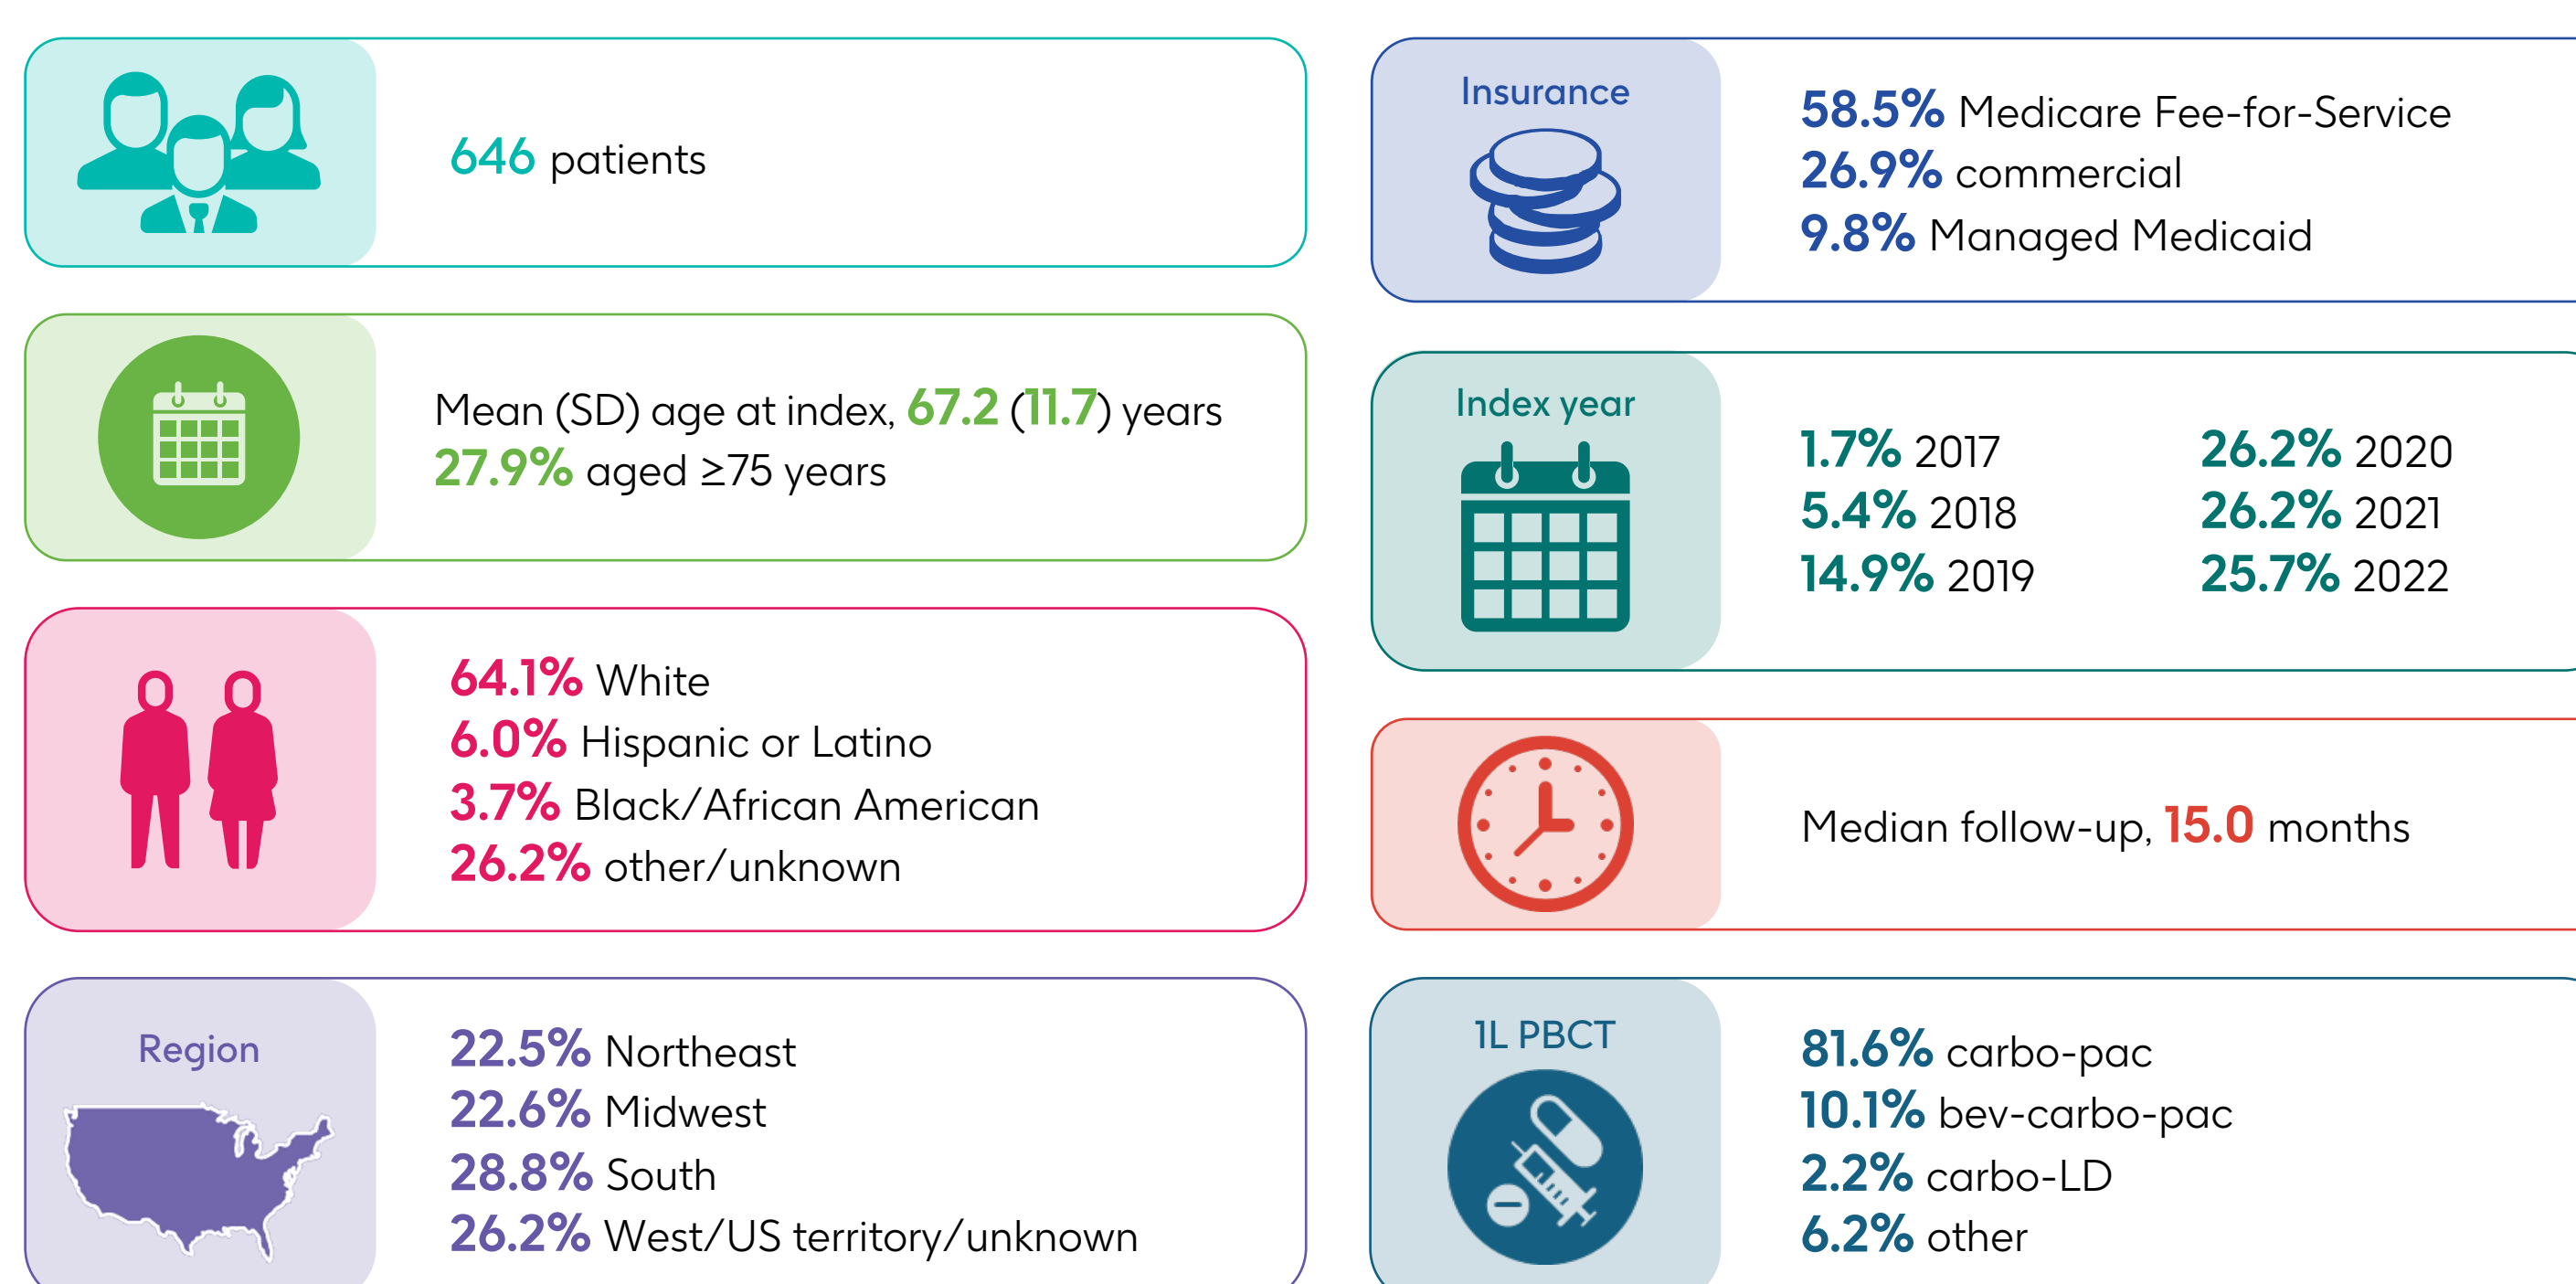 646 patients
Mean (SD) age at index, 67.2 (11.7) years
27.9% aged ≥75 years
64.1% White
6.0% Hispanic or Latino
3.7% Black/African American
26.2% other/unknown
Region
22.5% Northeast
22.6% Midwest
28.8% South
26.2% West/US territory/unknown
Insurance
58.5% Medicare Fee-for-Service
26.9% commercial
9.8% Managed Medicaid
Index year
1.7% 2017
5.4% 2018
14.9% 2019
26.2% 2020
26.2% 2021
25.7% 2022
Median follow-up, 15.0 months
1L PBCT
81.6% carbo-pac
10.1% bev-carbo-pac
2.2% carbo-LD
6.2% other